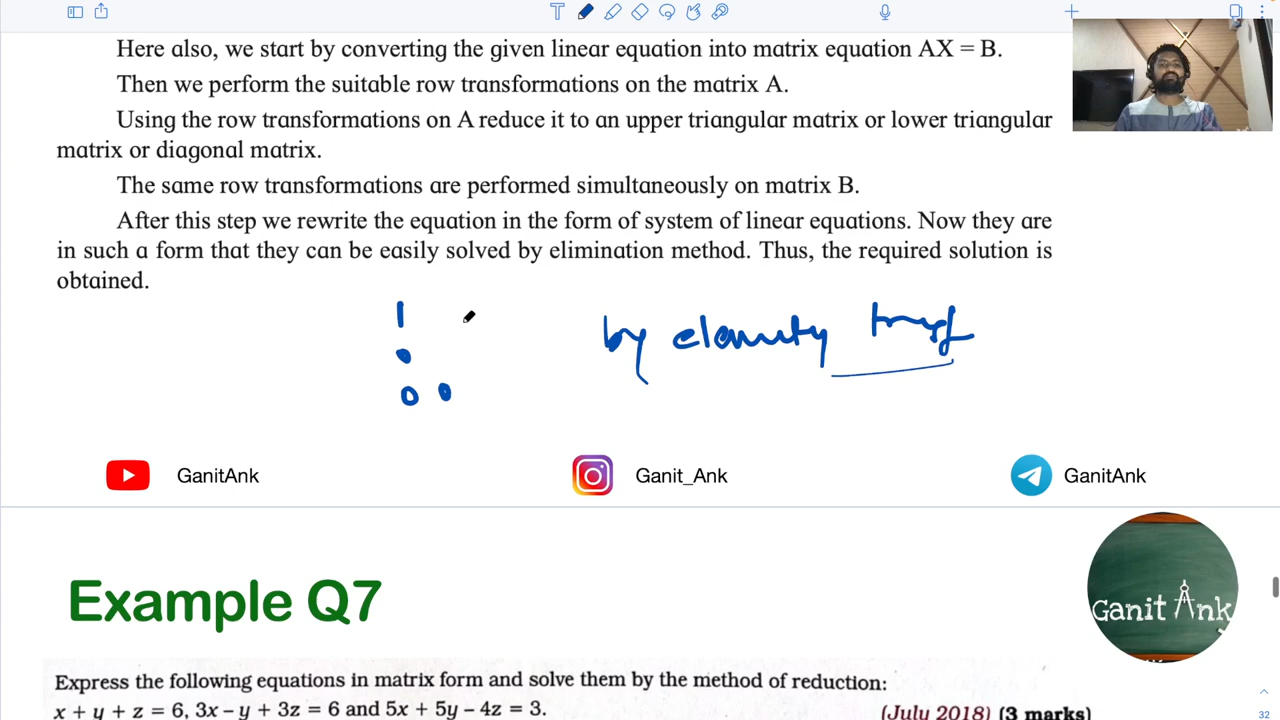 Here also, we start by converting the given linear equation into matrix equation AX = B.
Then we perform the suitable row transformations on the matrix A.
Using the row transformations on A reduce it to an upper triangular matrix or lower triangular
matrix or diagonal matrix.
The same row transformations are performed simultaneously on matrix B.
After this step we rewrite the equation in the form of system of linear equations. Now they are
in such a form that they can be easily solved by elimination method. Thus, the required solution is
obtained.
1
0
0 0
by
GanitAnk
Ganit_Ank
GanitAnk
Example Q7
Ganit Ank
Express the following equations in matrix form and solve them by the method of reduction:
x + y + z = 6, 3x – y + 3z = 6 and 5x + 5y – 4z = 3.
(July 2018) (3 marks)
32